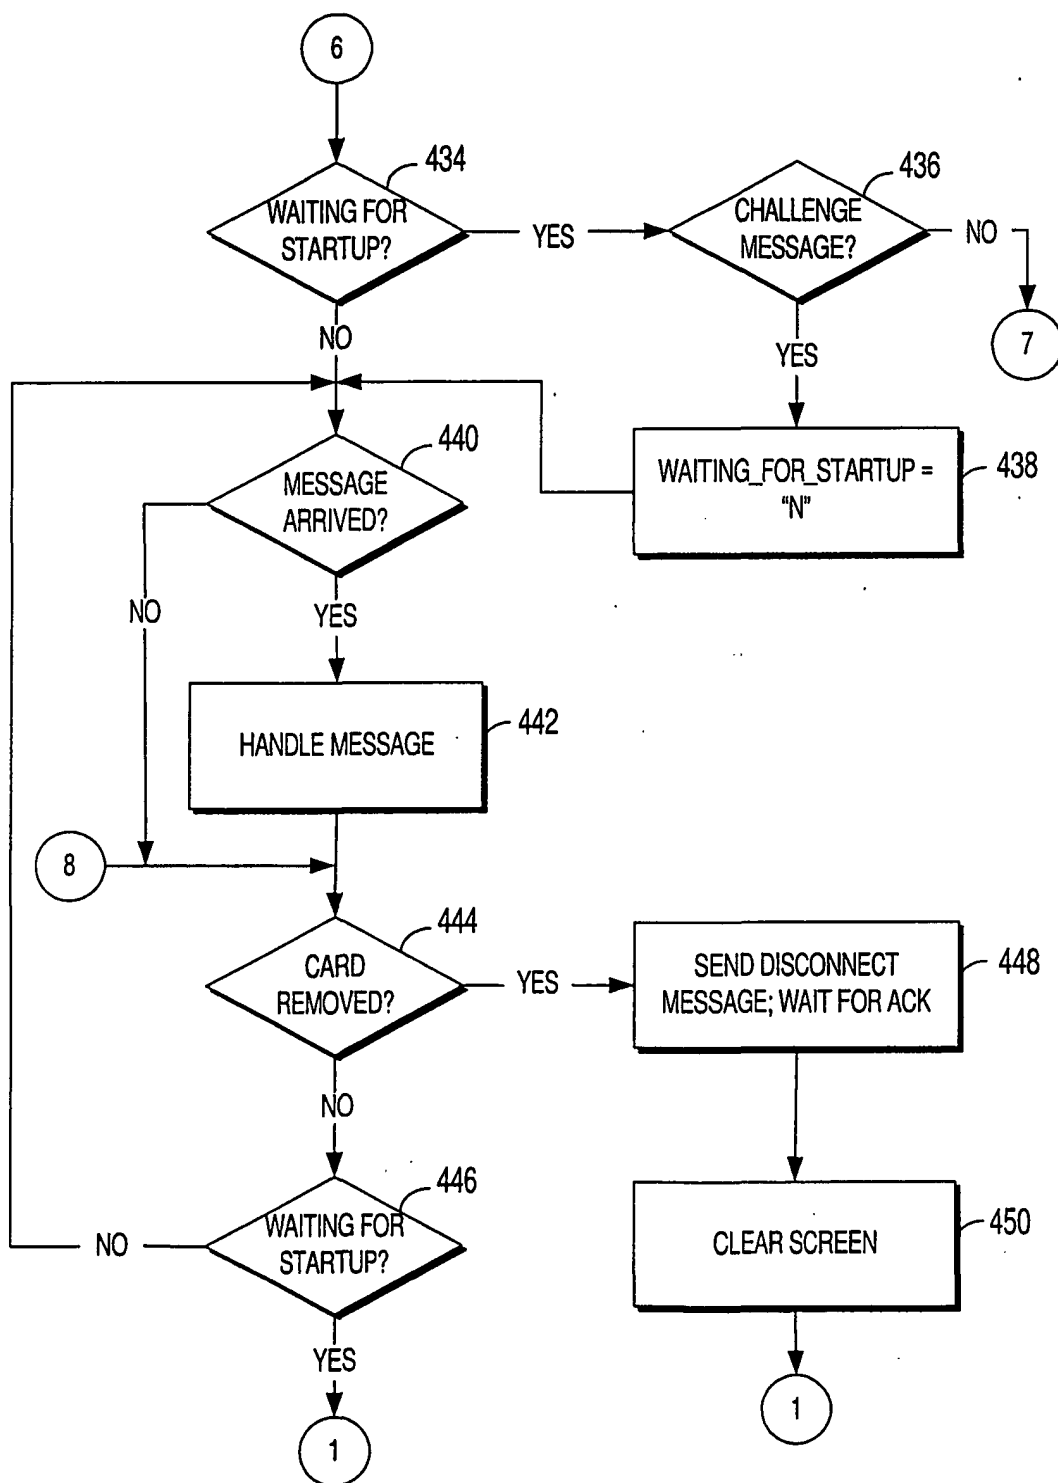 6
434
WAITING FOR
STARTUP?
YES
436
CHALLENGE
MESSAGE?
NO
7
NO
YES
440
MESSAGE
ARRIVED?
WAITING_FOR_STARTUP =
“N”
438
NO
YES
HANDLE MESSAGE
442
8
444
CARD
REMOVED?
YES
SEND DISCONNECT
MESSAGE; WAIT FOR ACK
448
NO
446
WAITING FOR
STARTUP?
NO
CLEAR SCREEN
450
YES
1
1